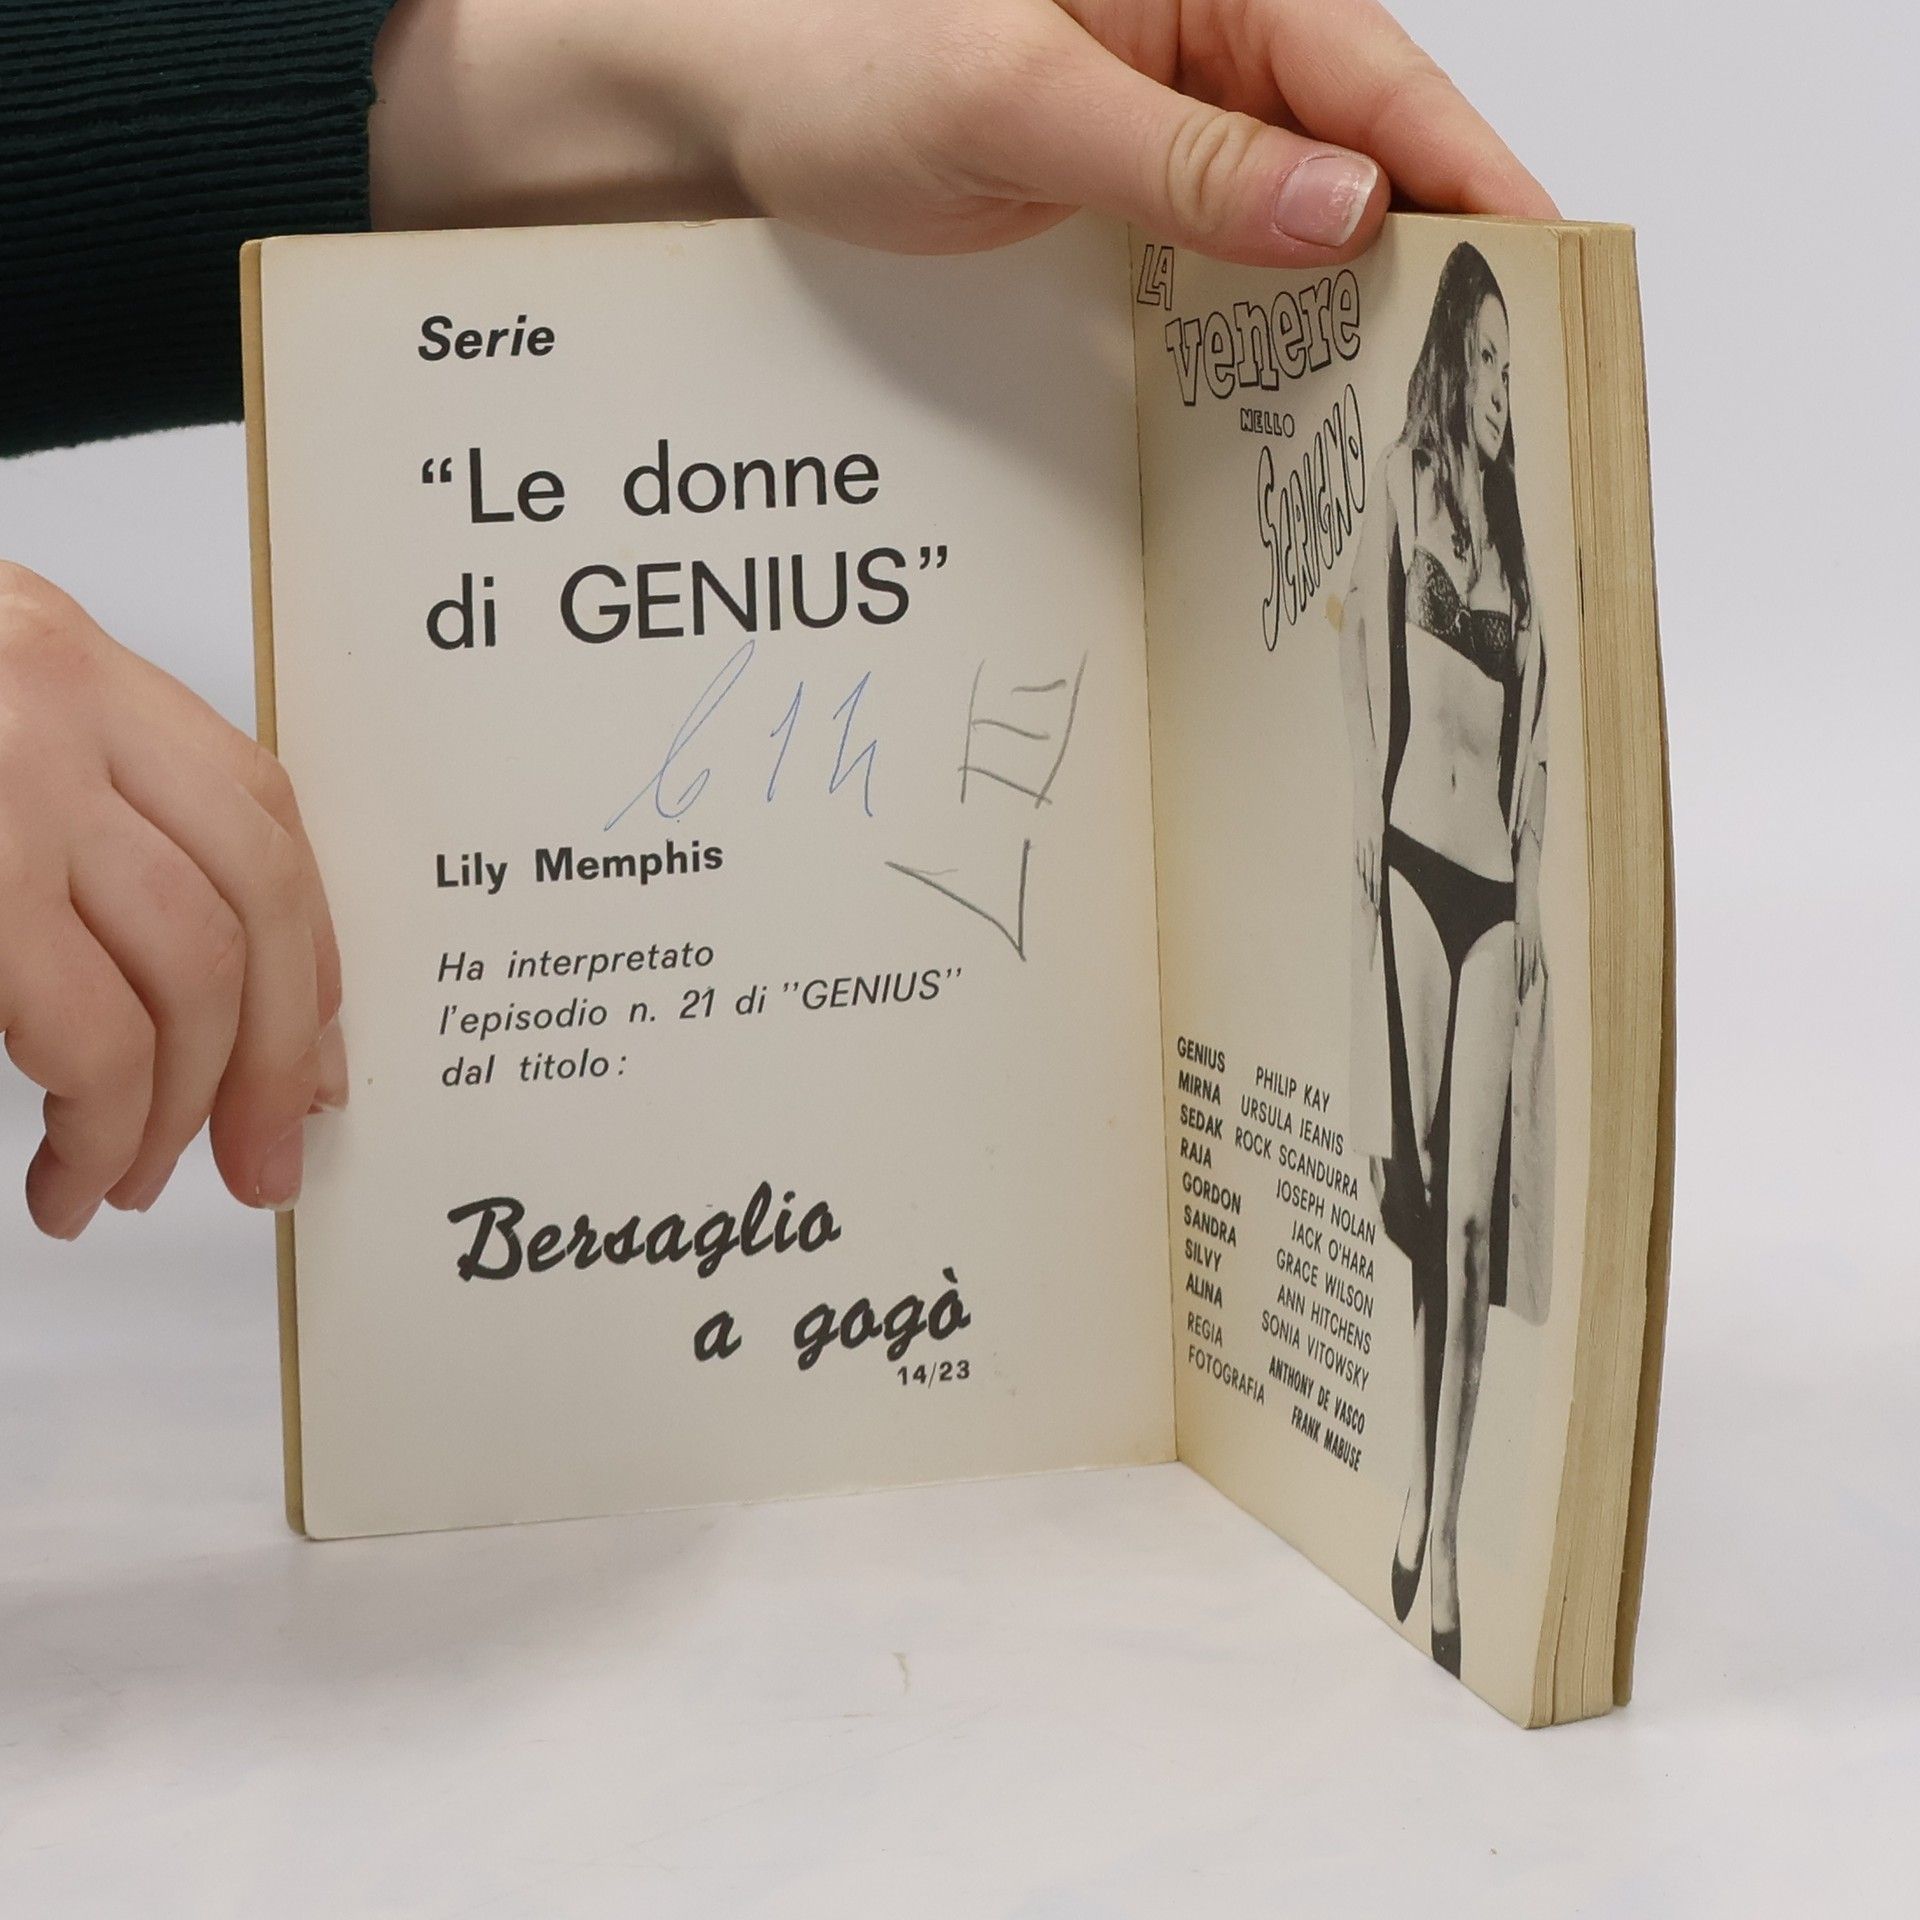 Serie
“Le donne
di GENIUS”
Lily Memphis
Ha interpretato
l'episodio n. 21 di "GENIUS"
dal titolo:
Bersaglio
a gogò
14/23
LA
venere
NELLO
SCRIGNO
GENIUS PHILIP KAY
MIRNA URSULA JEANIS
SEDAK ROCK SCANDURRA
RAJA JOSEPH NOLAN
GORDON JACK O'HARA
SANDRA GRACE WILSON
SILVY ANN HITCHENS
ALINA SONIA VITOWSKY
REGIA ANTHONY DE VASCO
FOTOGRAFIA FRANK MABUSE